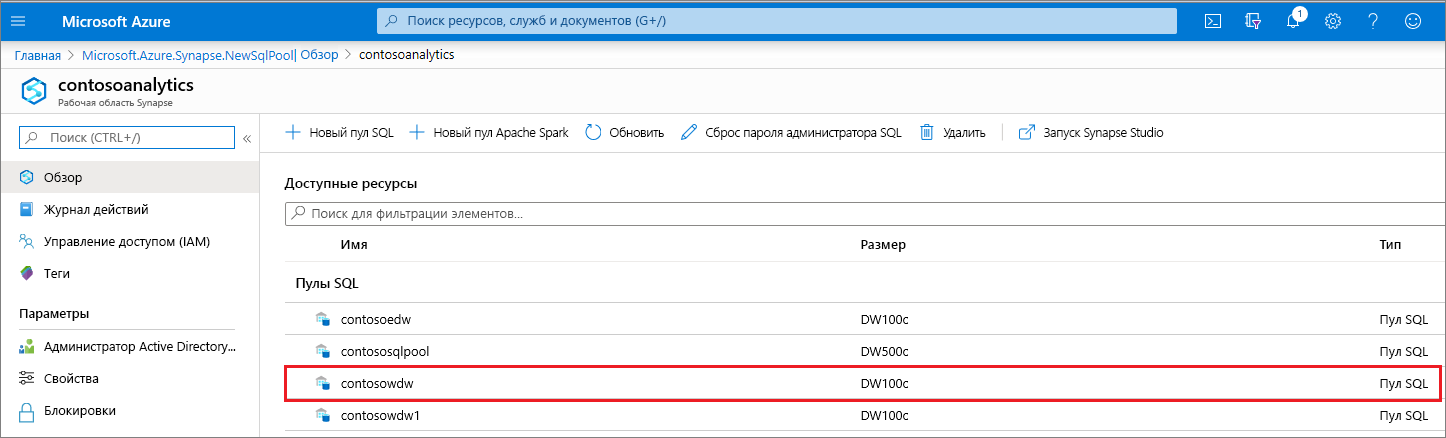 Microsoft Azure
Поиск ресурсов, служб и документов (G+/)
1
Главная > Microsoft.Azure.Synapse.NewSqlPool| Обзор > contosoanalytics
contosoanalytics
Рабочая область Synapse
Поиск (CTRL+/)
«
+ Новый пул SQL + Новый пул Apache Spark Обновить Сброс пароля администратора SQL Удалить Запуск Synapse Studio
Обзор
Журнал действий
Управление доступом (IAM)
Теги
Параметры
Администратор Active Directory...
Свойства
Блокировки
Доступные ресурсы
Поиск для фильтрации элементов...
Имя Размер Тип
Пулы SQL
contosoedw DW100c Пул SQL
contososqlpool DW500c Пул SQL
contosowdw DW100c Пул SQL
contosowdw1 DW100c Пул SQL